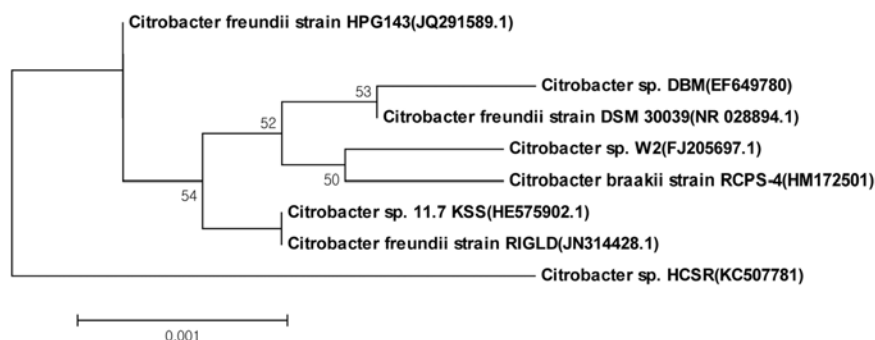 Citrobacter freundii strain HPG143(JQ291589.1)
53
Citrobacter sp. DBM(EF649780)
52
Citrobacter freundii strain DSM 30039(NR 028894.1)
Citrobacter sp. W2(FJ205697.1)
50
Citrobacter braakii strain RCPS-4(HM172501)
54
Citrobacter sp. 11.7 KSS(HE575902.1)
Citrobacter freundii strain RIGLD(JN314428.1)
Citrobacter sp. HCSR(KC507781)
0.001